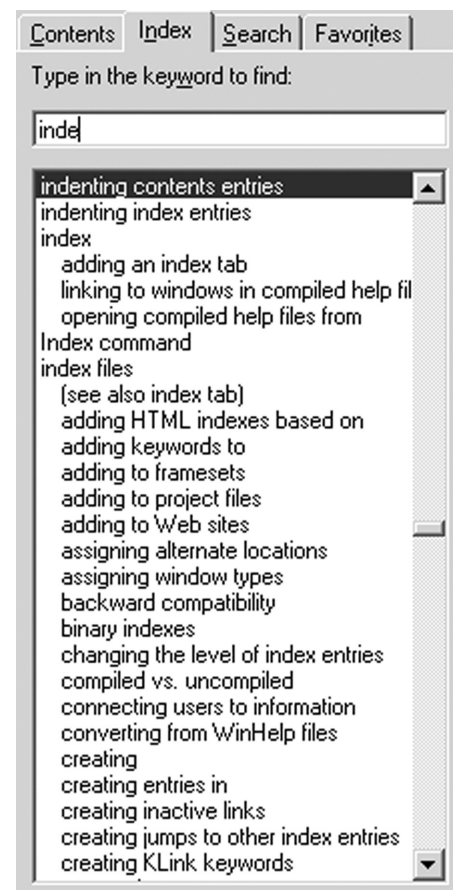 Contents Index Search Favorites
Type in the keyword to find:
inde
indenting contents entries
indenting index entries
index
adding an index tab
linking to windows in compiled help fil
opening compiled help files from
Index command
index files
(see also index tab)
adding HTML indexes based on
adding keywords to
adding to framesets
adding to project files
adding to Web sites
assigning alternate locations
assigning window types
backward compatibility
binary indexes
changing the level of index entries
compiled vs. uncompiled
connecting users to information
converting from WinHelp files
creating
creating entries in
creating inactive links
creating jumps to other index entries
creating KLink keywords